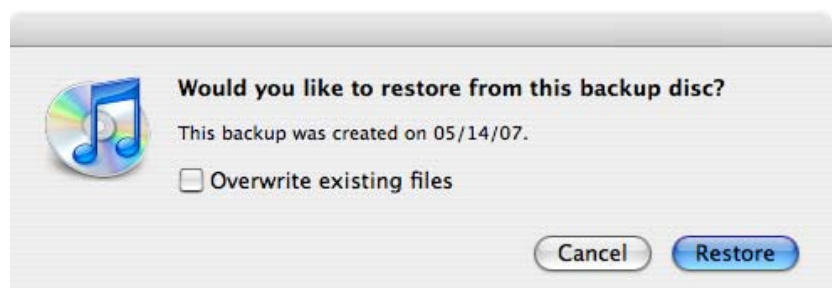 Would you like to restore from this backup disc?
This backup was created on 05/14/07.
Overwrite existing files
Cancel Restore